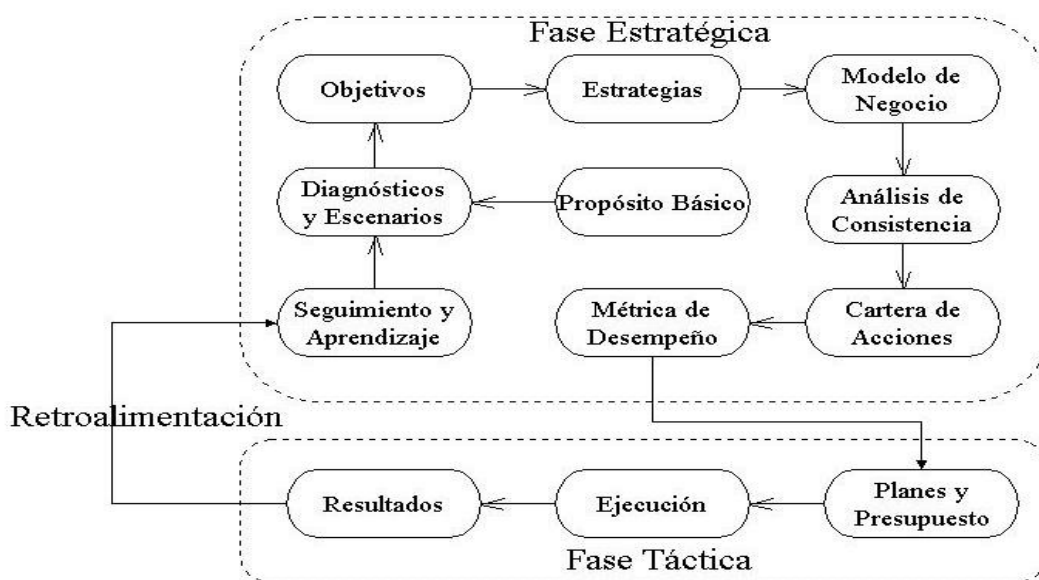 Fase Estratégica
Objetivos
Estrategias
Modelo de
Negocio
Diagnósticos
y Escenarios
Propósito Básico
Análisis de
Consistencia
Seguimiento y
Aprendizaje
Métrica de
Desempeño
Cartera de
Acciones
Retroalimentación
Resultados
Ejecución
Planes y
Presupuesto
Fase Táctica